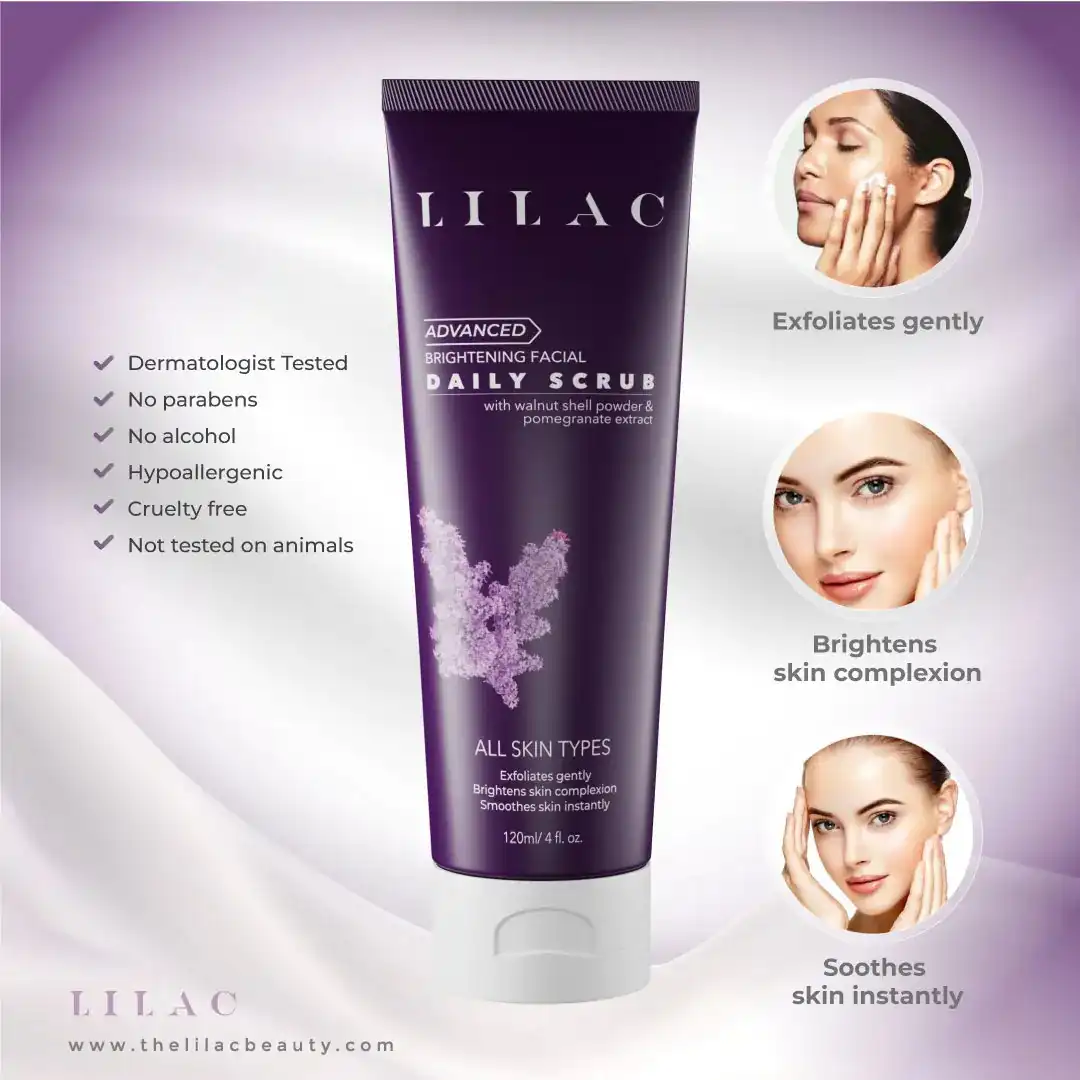 LILAC
ADVANCED
BRIGHTENING FACIAL
DAILY SCRUB
with walnut shell powder &
pomegranate extract
ALL SKIN TYPES
Exfoliates gently
Brightens skin complexion
Smoothes skin instantly
120ml/ 4 fl. oz.
Dermatologist Tested
No parabens
No alcohol
Hypoallergenic
Cruelty free
Not tested on animals
Exfoliates gently
Brightens
skin complexion
Soothes
skin instantly
LILAC
www.thelilacbeauty.com